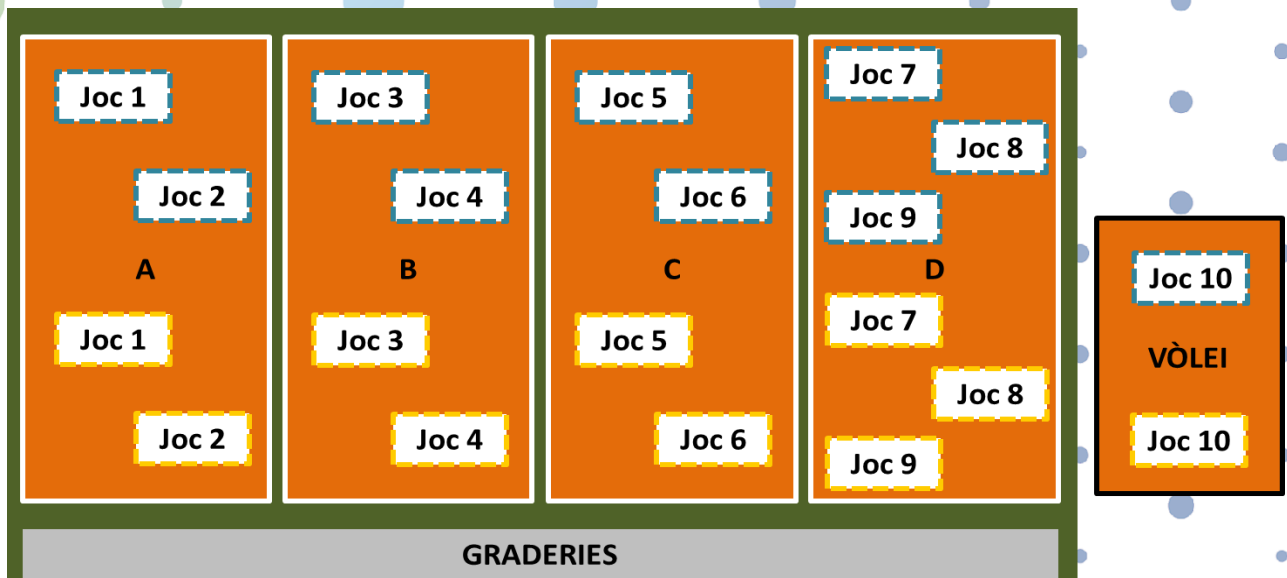 Joc 1
Joc 2
A
Joc 1
Joc 2
Joc 3
Joc 4
B
Joc 3
Joc 4
Joc 5
Joc 6
C
Joc 5
Joc 6
Joc 7
Joc 8
Joc 9
D
Joc 7
Joc 8
Joc 9
Joc 10
VÒLEI
Joc 10
GRADERIES